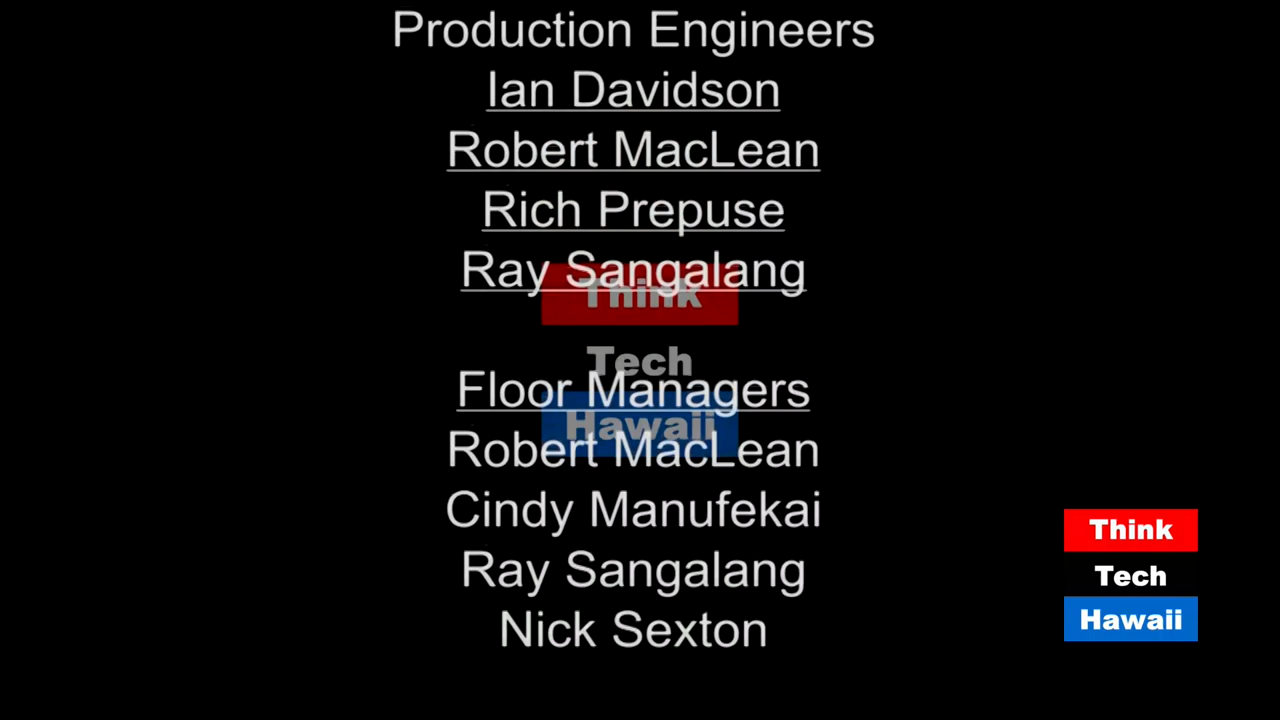 Production Engineers
Ian Davidson
Robert MacLean
Rich Prepuse
Ray Sangalang
Think
Tech
Floor Managers
Hawaii
Robert MacLean
Cindy Manufekai
Ray Sangalang
Nick Sexton
Think
Tech
Hawaii